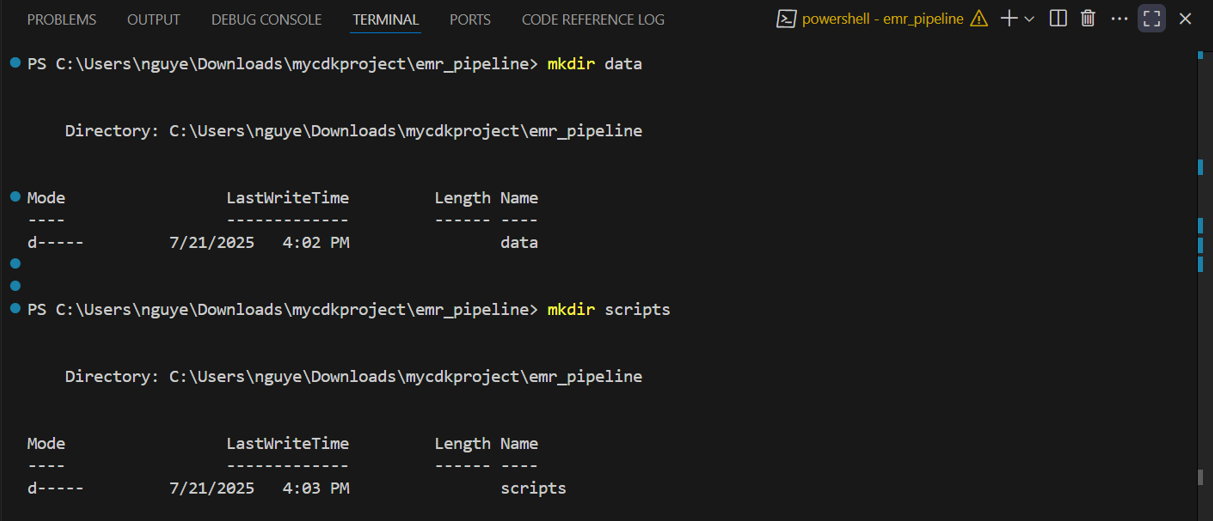 PROBLEMS OUTPUT DEBUG CONSOLE TERMINAL PORTS CODE REFERENCE LOG powershell - emr_pipeline
PS C:\Users\nguye\Downloads\mycdkproject\emr_pipeline> mkdir data
Directory: C:\Users\nguye\Downloads\mycdkproject\emr_pipeline
Mode LastWriteTime Length Name
---- ------------- ------ ----
d----- 7/21/2025 4:02 PM data
PS C:\Users\nguye\Downloads\mycdkproject\emr_pipeline> mkdir scripts
Directory: C:\Users\nguye\Downloads\mycdkproject\emr_pipeline
Mode LastWriteTime Length Name
---- ------------- ------ ----
d----- 7/21/2025 4:03 PM scripts